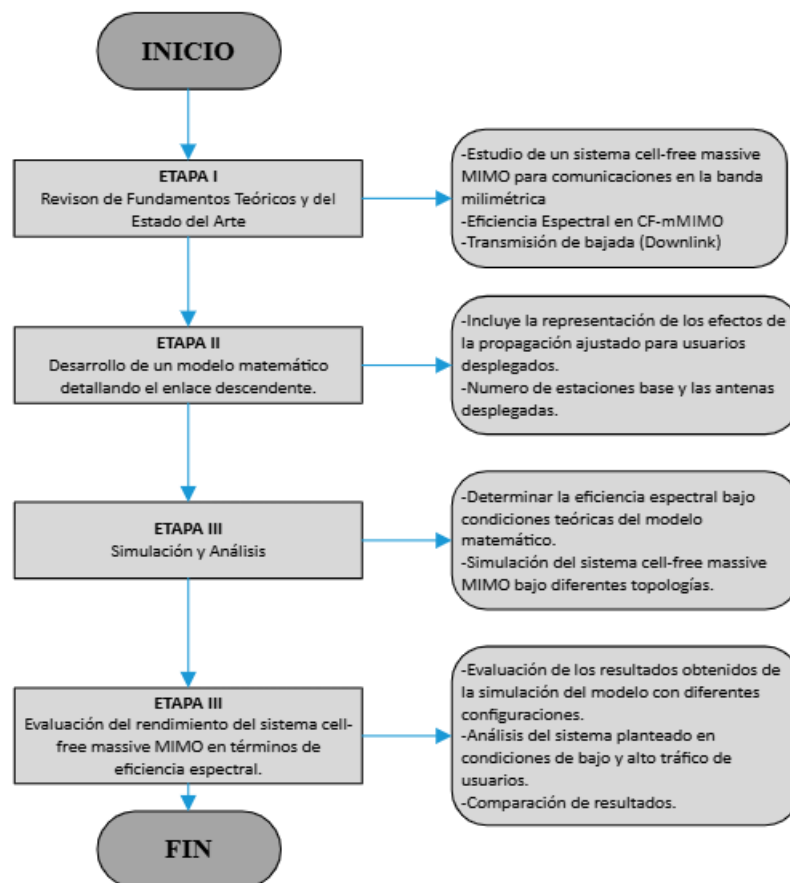 INICIO
ETAPA I
Revison de Fundamentos Teóricos y del
Estado del Arte
-Estudio de un sistema cell-free massive
MIMO para comunicaciones en la banda
milimétrica
-Eficiencia Espectral en CF-mMIMO
-Transmisión de bajada (Downlink)
ETAPA II
Desarrollo de un modelo matemático
detallando el enlace descendente.
-Incluye la representación de los efectos de
la propagación ajustado para usuarios
desplegados.
-Numero de estaciones base y las antenas
desplegadas.
ETAPA III
Simulación y Análisis
-Determinar la eficiencia espectral bajo
condiciones teóricas del modelo
matemático.
-Simulación del sistema cell-free massive
MIMO bajo diferentes topologías.
ETAPA III
Evaluación del rendimiento del sistema cell-
free massive MIMO en términos de
eficiencia espectral.
-Evaluación de los resultados obtenidos de
la simulación del modelo con diferentes
configuraciones.
-Análisis del sistema planteado en
condiciones de bajo y alto tráfico de
usuarios.
-Comparación de resultados.
FIN